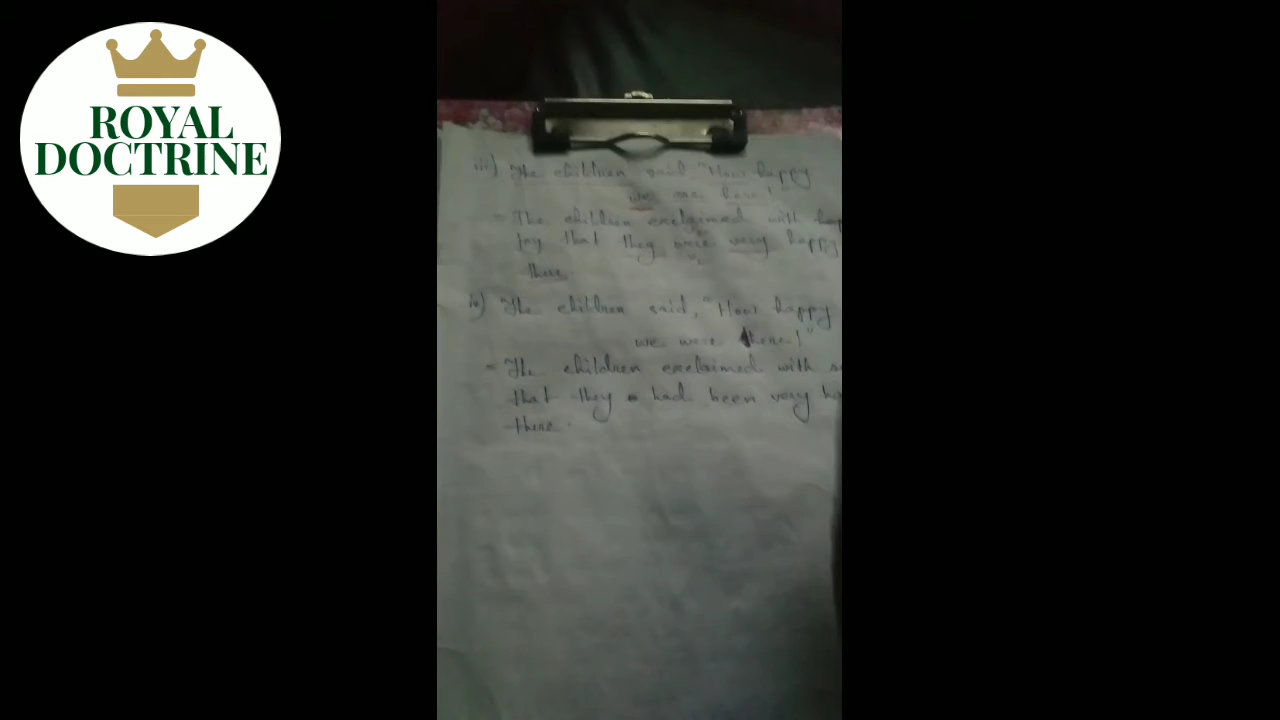 ROYAL
DOCTRINE
iii) The children said "How happy
we are here!
= The children exclaimed with
joy that they were very happy
there.
iv) The children said, "How happy
we were here!"
= The children exclaimed with
that they had been very
there.